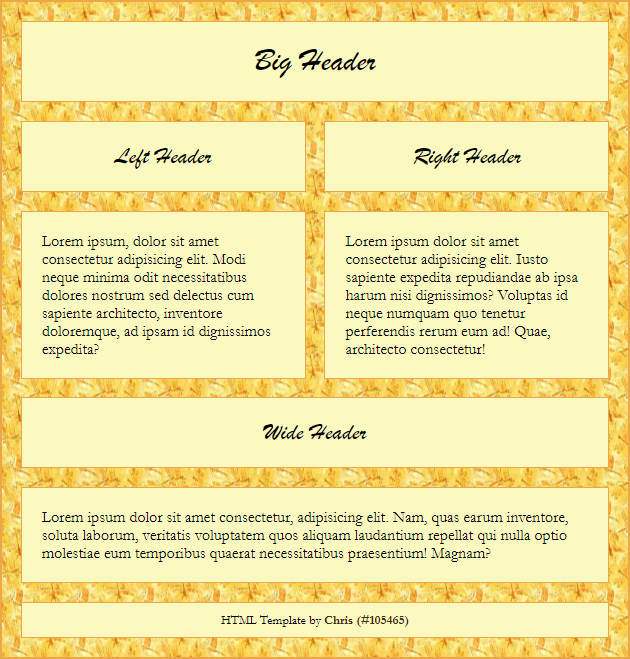 Big Header
Left Header
Right Header
Lorem ipsum, dolor sit amet
consectetur adipisicing elit. Modi
neque minima odit necessitatibus
dolores nostrum sed delectus cum
sapiente architecto, inventore
doloremque, ad ipsam id dignissimos
expedita?
Lorem ipsum dolor sit amet
consectetur adipisicing elit. Iusto
sapiente expedita repudiandae ab ipsa
harum nisi dignissimos? Voluptas id
neque numquam quo tenetur
perferendis rerum eum ad! Quae,
architecto consectetur!
Wide Header
Lorem ipsum dolor sit amet consectetur, adipisicing elit. Nam, quas earum inventore,
soluta laborum, veritatis voluptatem quos aliquam laudantium repellat qui nulla optio
molestiae eum temporibus quaerat necessitatibus praesentium! Magnam?
HTML Template by Chris (#105465)